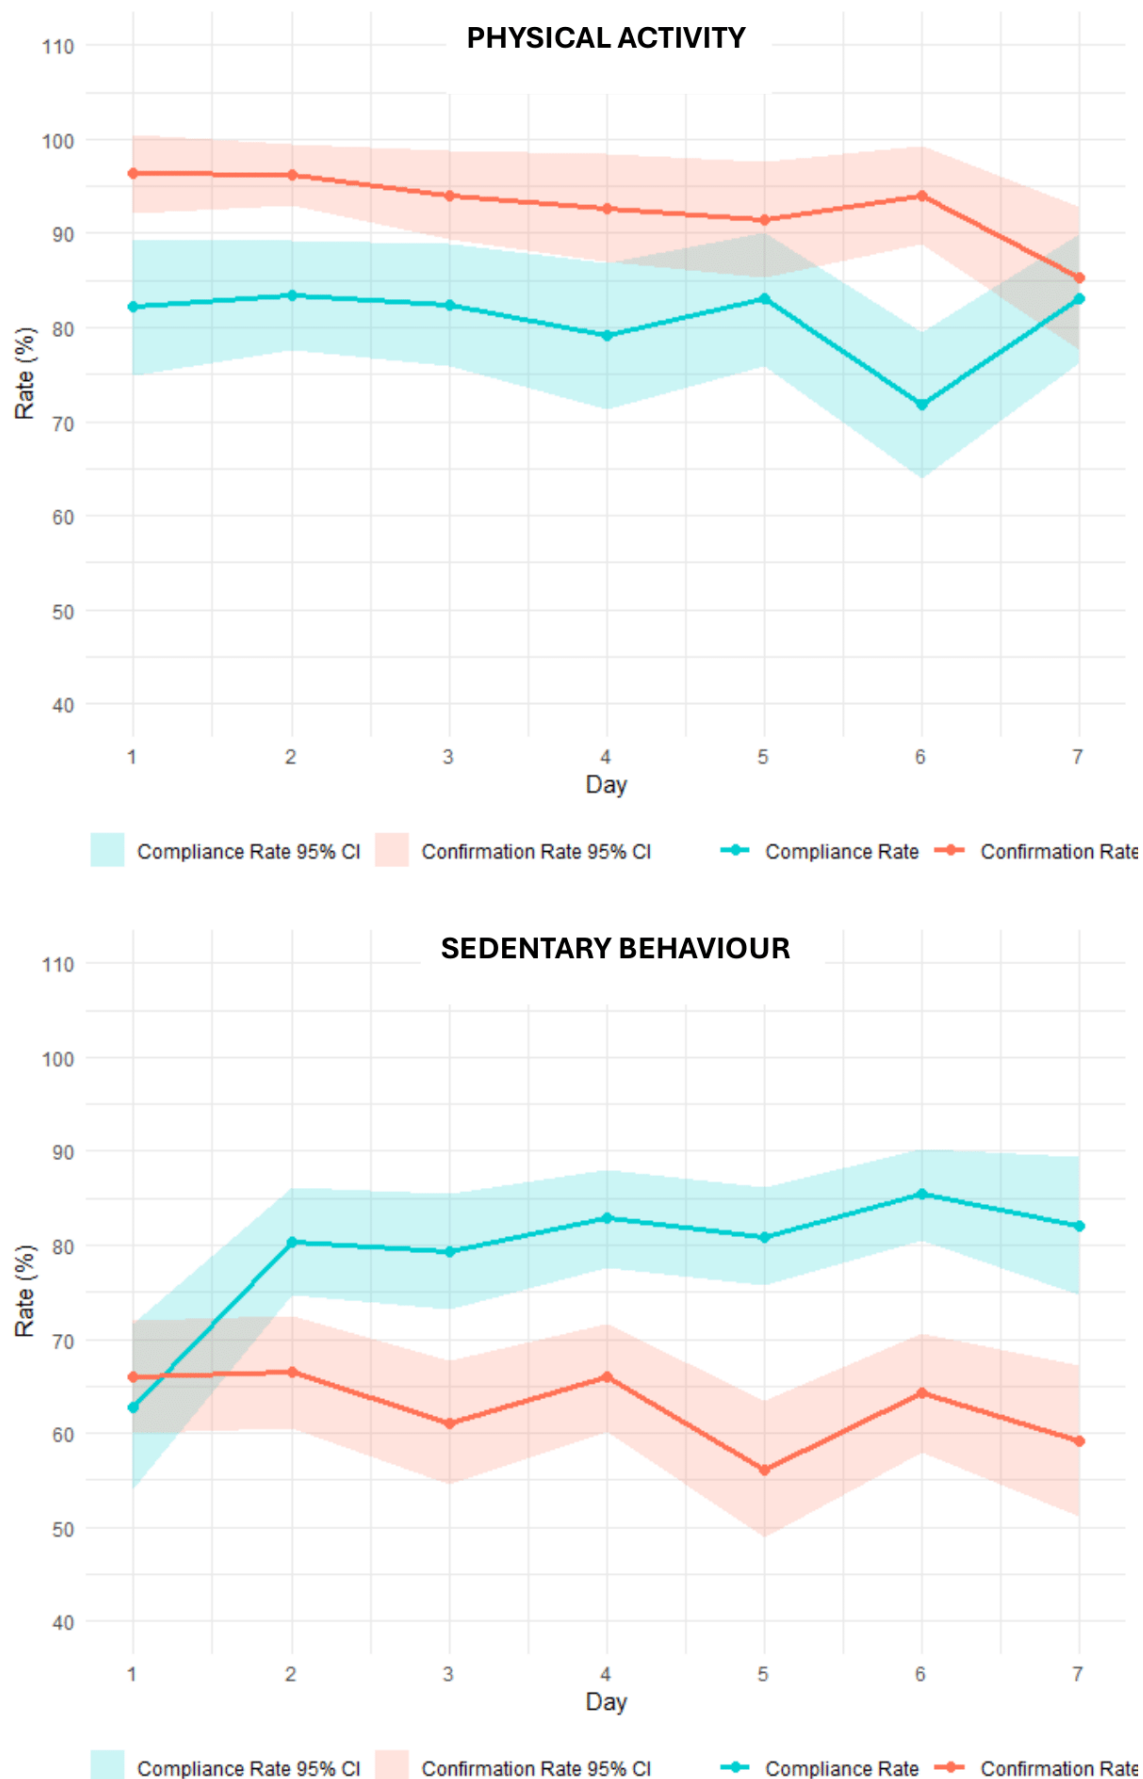 PHYSICAL ACTIVITY
110
100
90
80
70
60
50
40
Rate (%)
1 2 3 4 5 6 7
Day
Compliance Rate 95% CI Confirmation Rate 95% CI Compliance Rate Confirmation Rate
SEDENTARY BEHAVIOUR
110
100
90
80
70
60
50
40
Rate (%)
1 2 3 4 5 6 7
Day
Compliance Rate 95% CI Confirmation Rate 95% CI Compliance Rate Confirmation Rate